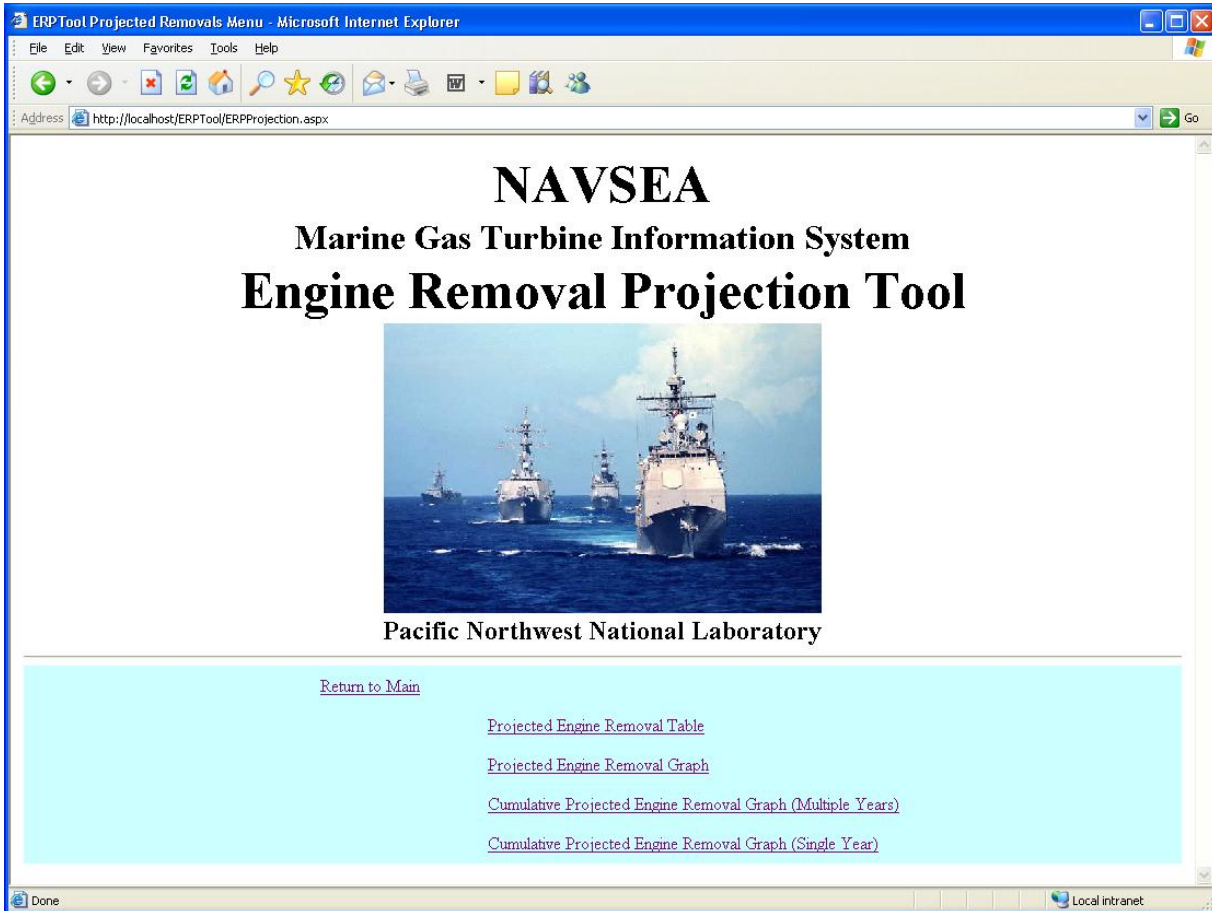 ERPTool Projected Removals Menu - Microsoft Internet Explorer
File Edit View Favorites Tools Help
Address http://localhost/ERPTool/ERPProjection.aspx Go
NAVSEA
Marine Gas Turbine Information System
Engine Removal Projection Tool
Pacific Northwest National Laboratory
Return to Main
Projected Engine Removal Table
Projected Engine Removal Graph
Cumulative Projected Engine Removal Graph (Multiple Years)
Cumulative Projected Engine Removal Graph (Single Year)
Done Local intranet